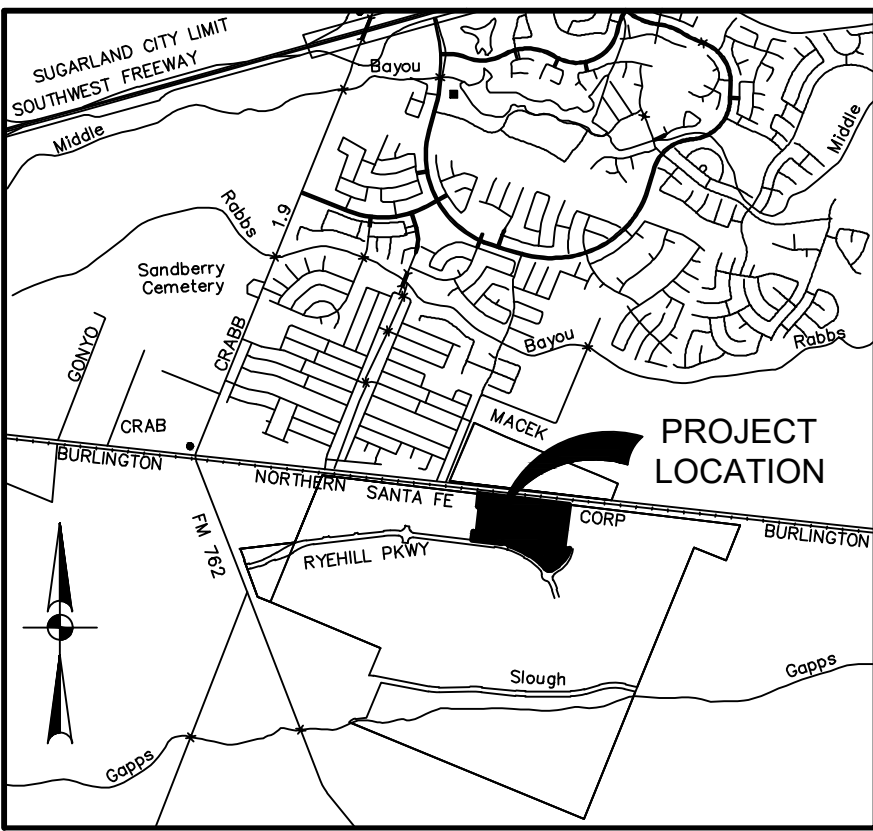 SUGARLAND CITY LIMIT
SOUTHWEST FREEWAY
Bayou
Middle
Middle
Rabbs
1.9
Sandberry
Cemetery
GONYO
CRABB
Bayou
Rabbs
CRAB
MACEK
PROJECT
LOCATION
BURLINGTON
NORTHERN
SANTA FE
CORP
BURLINGTON
FM 762
RYEHILL PKWY
Slough
Gapps
Gapps